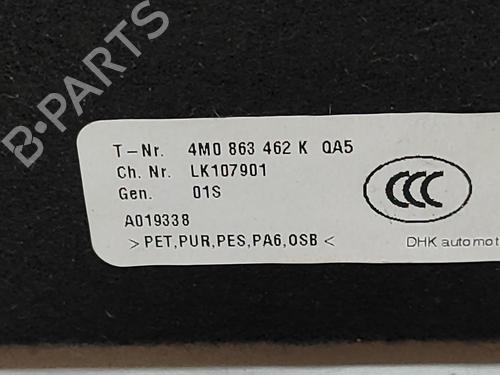 B-PARTS
T-Nr. 4M0 863 462 K QA5
Ch. Nr. LK107901
Gen. 01S
A019338
>PET,PUR,PES,PA6,OSB<
CCC
DHK automot